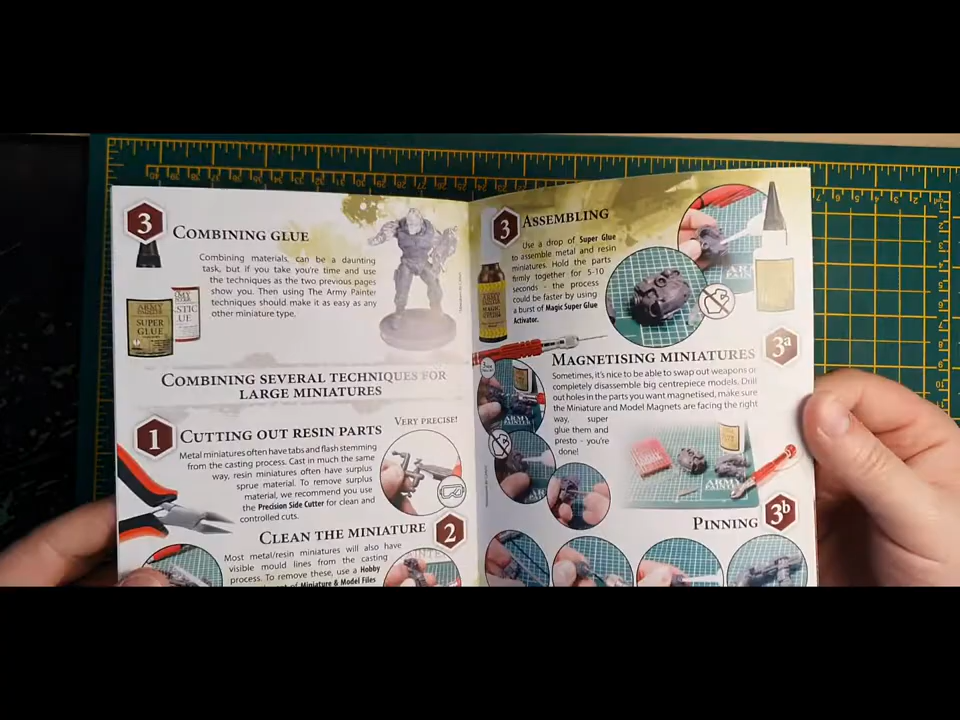 3
COMBINING GLUE
Combining materials, can be a daunting
task, but if you take you're time and use
the techniques as the two previous pages
show you. Then using The Army Painter
techniques should make it as easy as any
other miniature type.
ARMY
PAINTER
SUPER
GLUE
COMBINING SEVERAL TECHNIQUES FOR
LARGE MINIATURES
1
CUTTING OUT RESIN PARTS
VERY PRECISE!
Metal miniatures often have tabs and flash stemming
from the casting process. Cast in much the same
way, resin miniatures often have surplus
sprue material. To remove surplus
material, we recommend you use
the Precision Side Cutter for clean and
controlled cuts.
CLEAN THE MINIATURE
2
Most metal/resin miniatures will also have
visible mould lines from the casting
process. To remove these, use a Hobby
of Miniature & Model Files
3
ASSEMBLING
Use a drop of Super Glue
to assemble metal and resin
miniatures. Hold the parts
firmly together for 5-10
seconds - the process
could be faster by using
a burst of Magic Super Glue
Activator.
MAGNETISING MINIATURES
3a
Sometimes, it's nice to be able to swap out weapons or
completely disassemble big centrepiece models. Drill
out holes in the parts you want magnetised, make sure
the Miniature and Model Magnets are facing the right
way, super
glue them and
presto - you're
done!
PINNING
3b